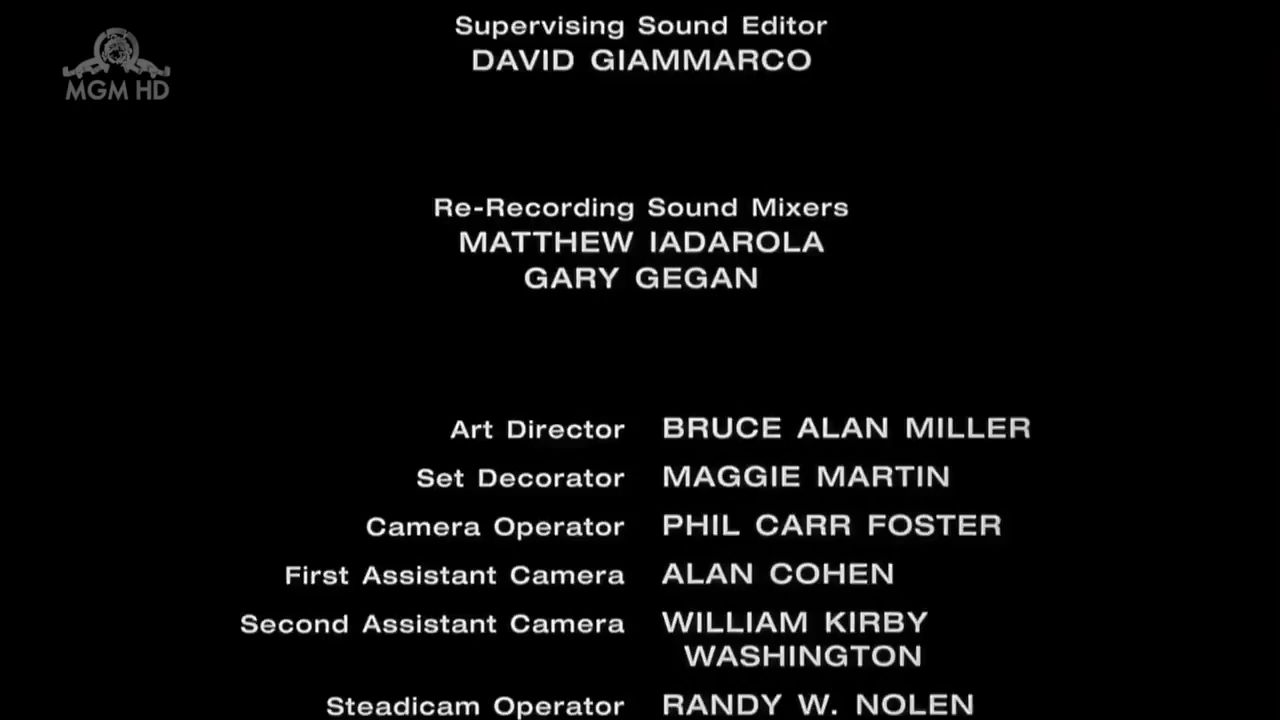 Supervising Sound Editor
DAVID GIAMMARCO
MGM HD
Re-Recording Sound Mixers
MATTHEW IADAROLA
GARY GEGAN
Art Director BRUCE ALAN MILLER
Set Decorator MAGGIE MARTIN
Camera Operator PHIL CARR FOSTER
First Assistant Camera ALAN COHEN
Second Assistant Camera WILLIAM KIRBY
WASHINGTON
Steadicam Operator RANDY W. NOLEN